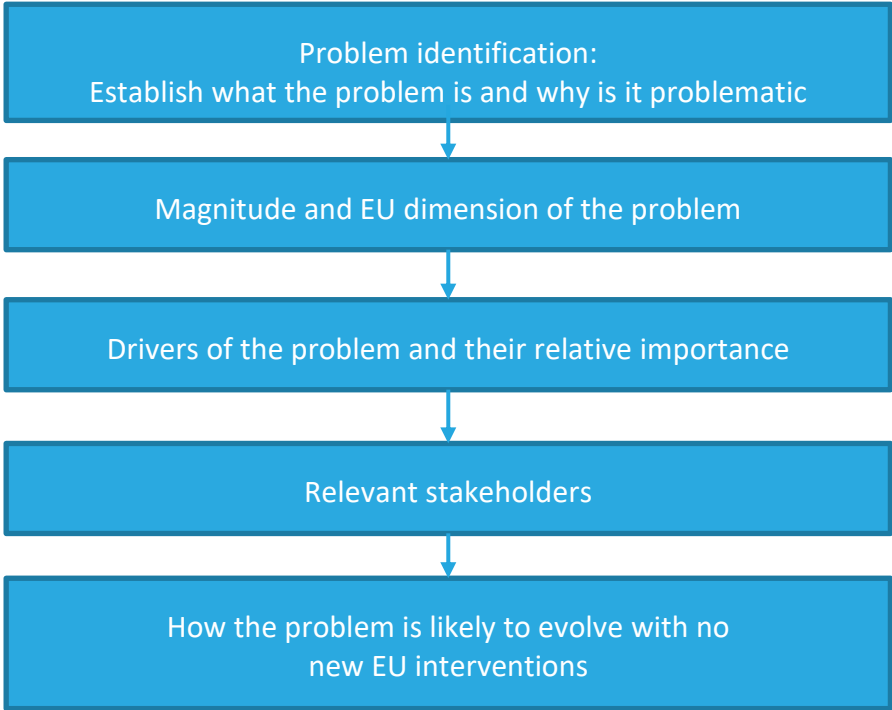 Problem identification:
Establish what the problem is and why is it problematic
Magnitude and EU dimension of the problem
Drivers of the problem and their relative importance
Relevant stakeholders
How the problem is likely to evolve with no
new EU interventions